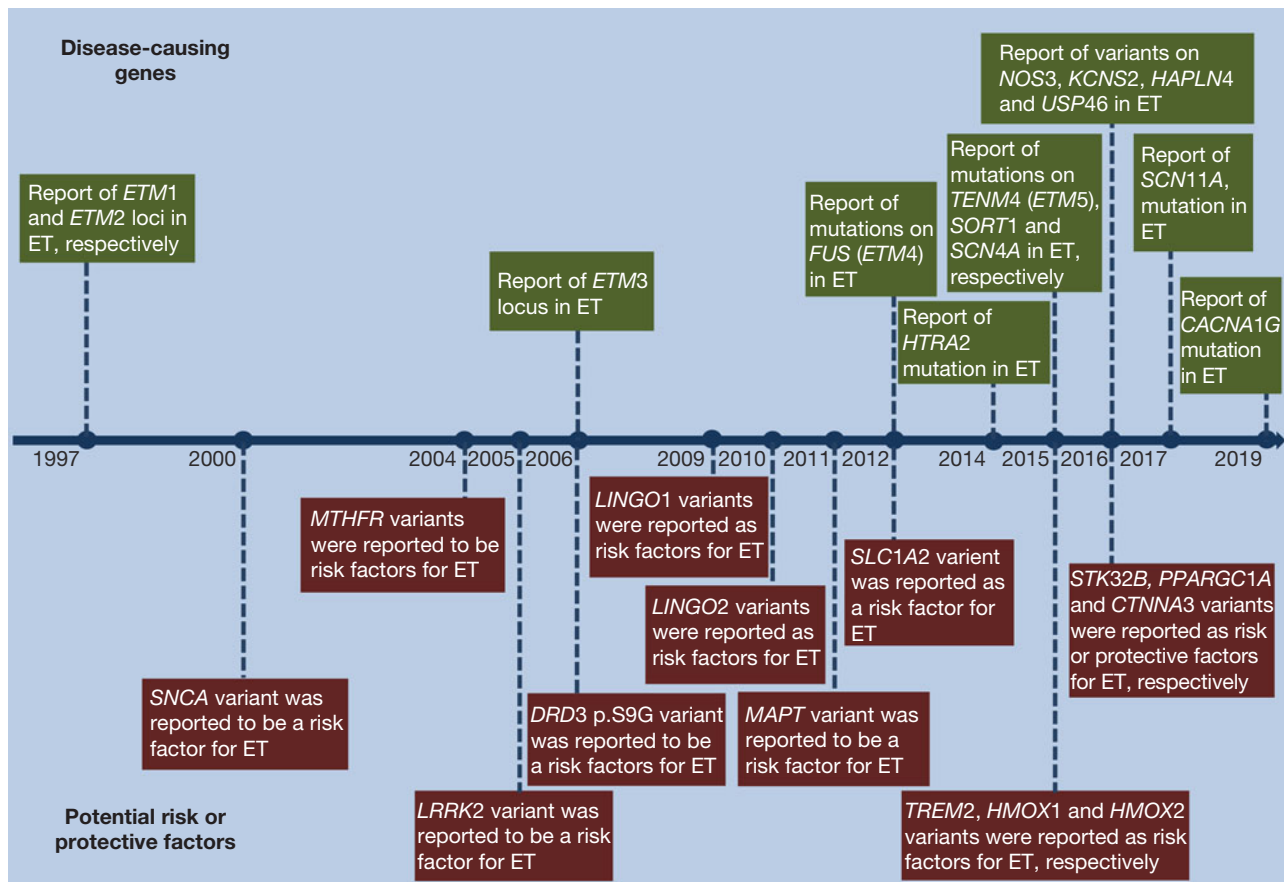 Disease-causing
genes
Report of ETM1
and ETM2 loci in
ET, respectively
Report of ETM3
locus in ET
Report of
mutations on
FUS (ETM4)
in ET
Report of
HTRA2
mutation in ET
Report of
mutations on
TENM4 (ETM5),
SORT1 and
SCN4A in ET,
respectively
Report of variants on
NOS3, KCNS2, HAPLN4
and USP46 in ET
Report of
SCN11A,
mutation in
ET
Report of
CACNA1G
mutation
in ET
1997 2000 2004 2005 2006 2009 2010 2011 2012 2014 2015 2016 2017 2019
SNCA variant was
reported to be a risk
factor for ET
MTHFR variants
were reported to be
risk factors for ET
LRRK2 variant was
reported to be a risk
factor for ET
DRD3 p.S9G variant
was reported to be
a risk factors for ET
LINGO1 variants
were reported as
risk factors for ET
LINGO2 variants
were reported as
risk factors for ET
MAPT variant was
reported to be a
risk factor for ET
SLC1A2 varient
was reported as
a risk factor for
ET
TREM2, HMOX1 and HMOX2
variants were reported as risk
factors for ET, respectively
STK32B, PPARGC1A
and CTNNA3 variants
were reported as risk
or protective factors
for ET, respectively
Potential risk or
protective factors